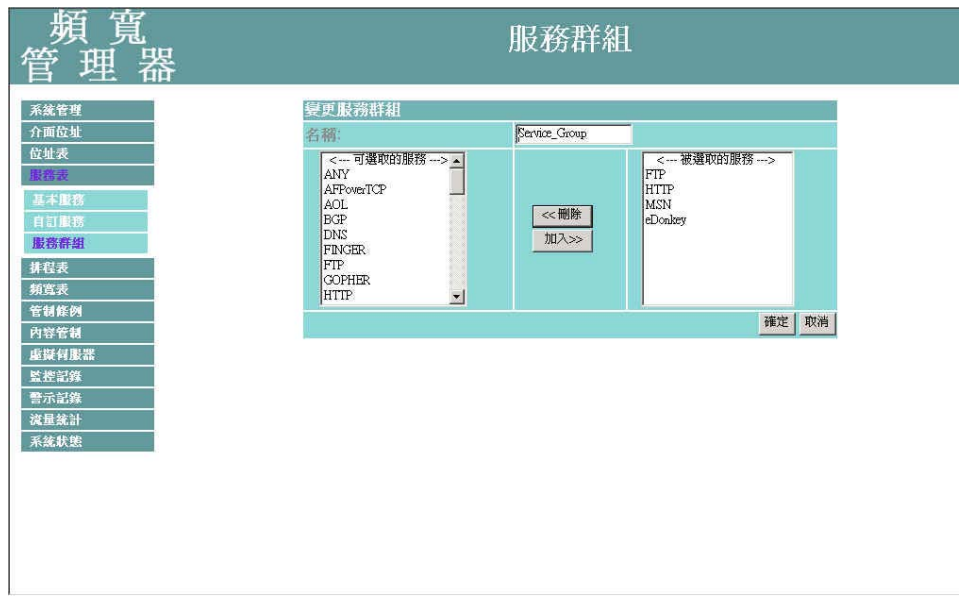 頻 寬
管 理 器
服務群組
系統管理
介面位址
位址表
服務表
基本服務
自訂服務
服務群組
排程表
頻寬表
管制條例
內容管制
虛擬伺服器
監控記錄
警示記錄
流量統計
系統狀態
變更服務群組
名稱:
Service_Group
<--- 可選取的服務 --->
ANY
AFPoverTCP
AOL
BGP
DNS
FINGER
FTP
GOPHER
HTTP
<< 刪除
加入>>
<--- 被選取的服務 --->
FTP
HTTP
MSN
eDonkey
確定
取消